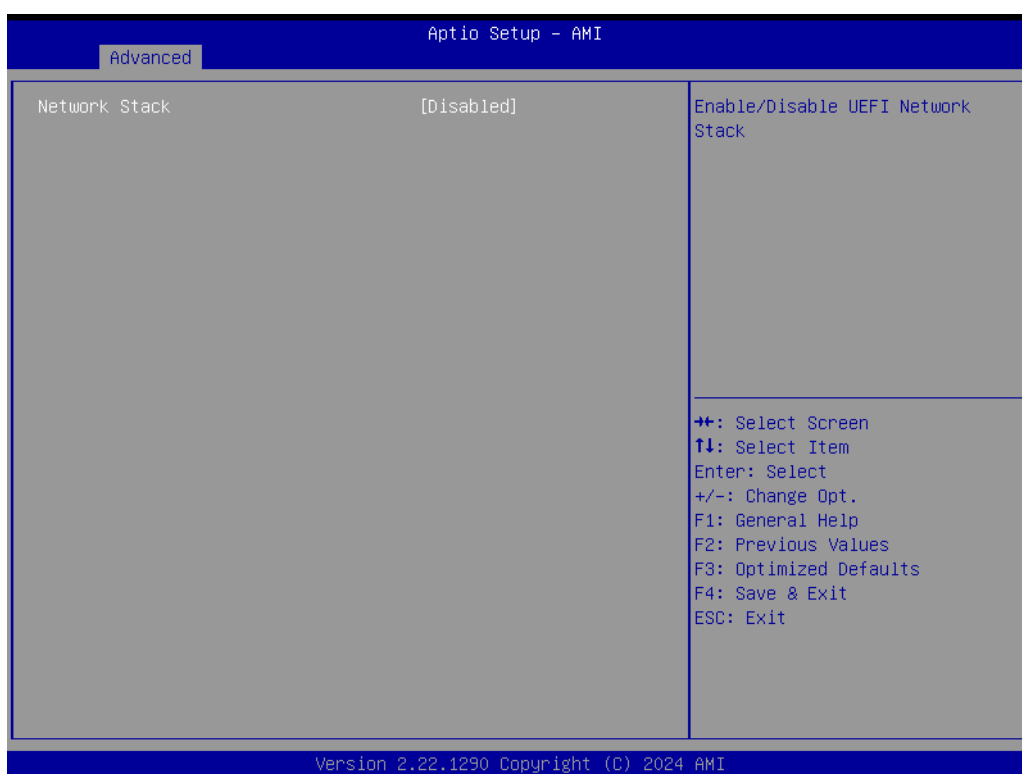 Aptio Setup – AMI
Advanced
Network Stack [Disabled]
Enable/Disable UEFI Network
Stack
→←: Select Screen
↑↓: Select Item
Enter: Select
+/-: Change Opt.
F1: General Help
F2: Previous Values
F3: Optimized Defaults
F4: Save & Exit
ESC: Exit
Version 2.22.1290 Copyright (C) 2024 AMI